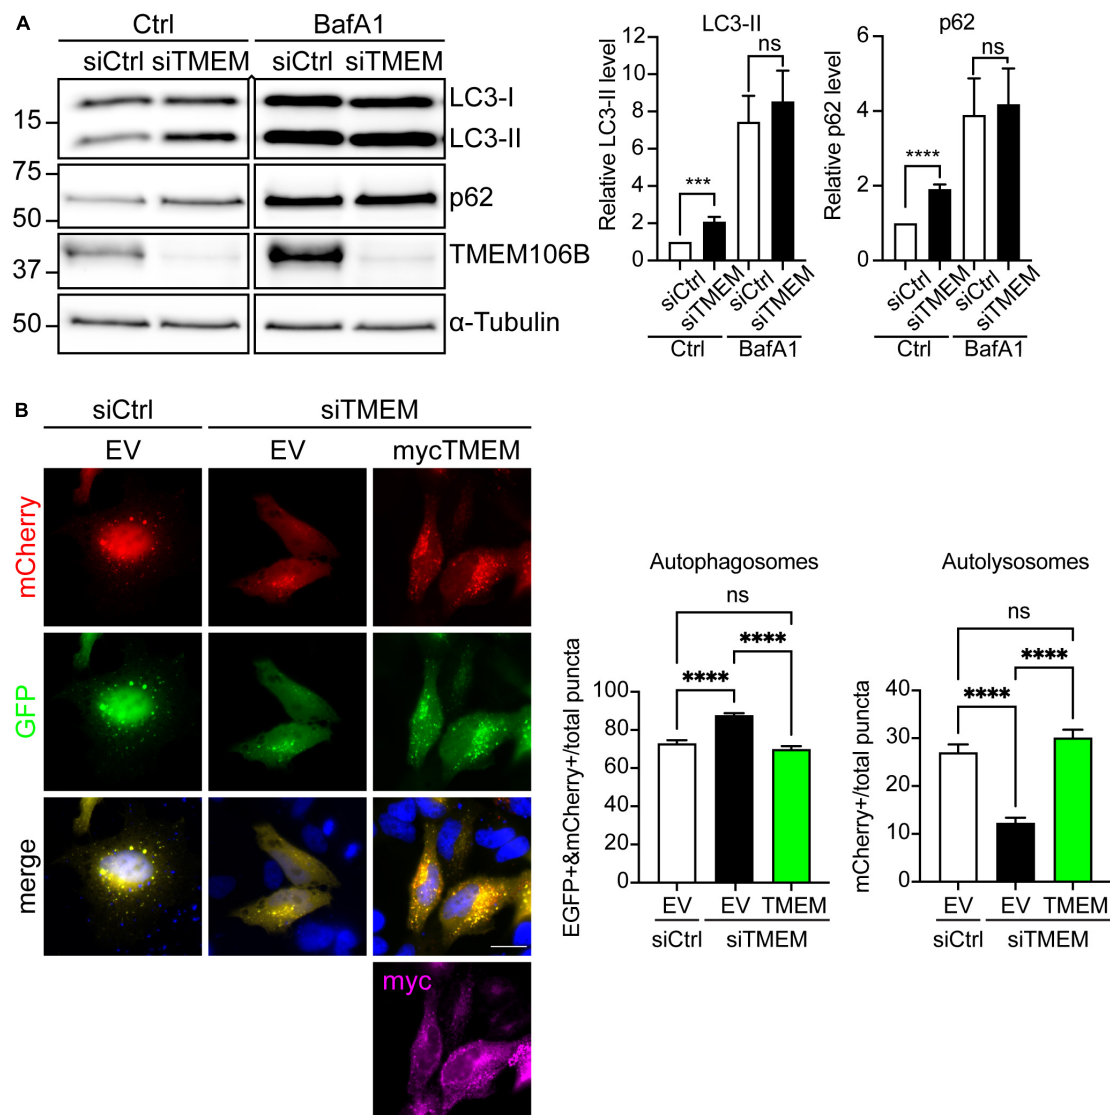 A
Ctrl BafA1
siCtrl siTMEM siCtrl siTMEM
LC3-I
15
LC3-II
75
p62
50
TMEM106B
37
50
α-Tubulin
LC3-II
Relative LC3-II level
12
10
8
6
4
2
0
***
ns
siCtrl
siTMEM
siCtrl
siTMEM
Ctrl BafA1
p62
Relative p62 level
6
4
2
0
****
ns
siCtrl
siTMEM
siCtrl
siTMEM
Ctrl BafA1
B
siCtrl siTMEM
EV EV mycTMEM
mCherry
GFP
merge
myc
Autophagosomes
EGFP+&mCherry+/total puncta
100
80
60
40
20
0
ns
****
****
EV EV TMEM
siCtrl siTMEM
Autolysosomes
mCherry+/total puncta
40
30
20
10
0
ns
****
****
EV EV TMEM
siCtrl siTMEM